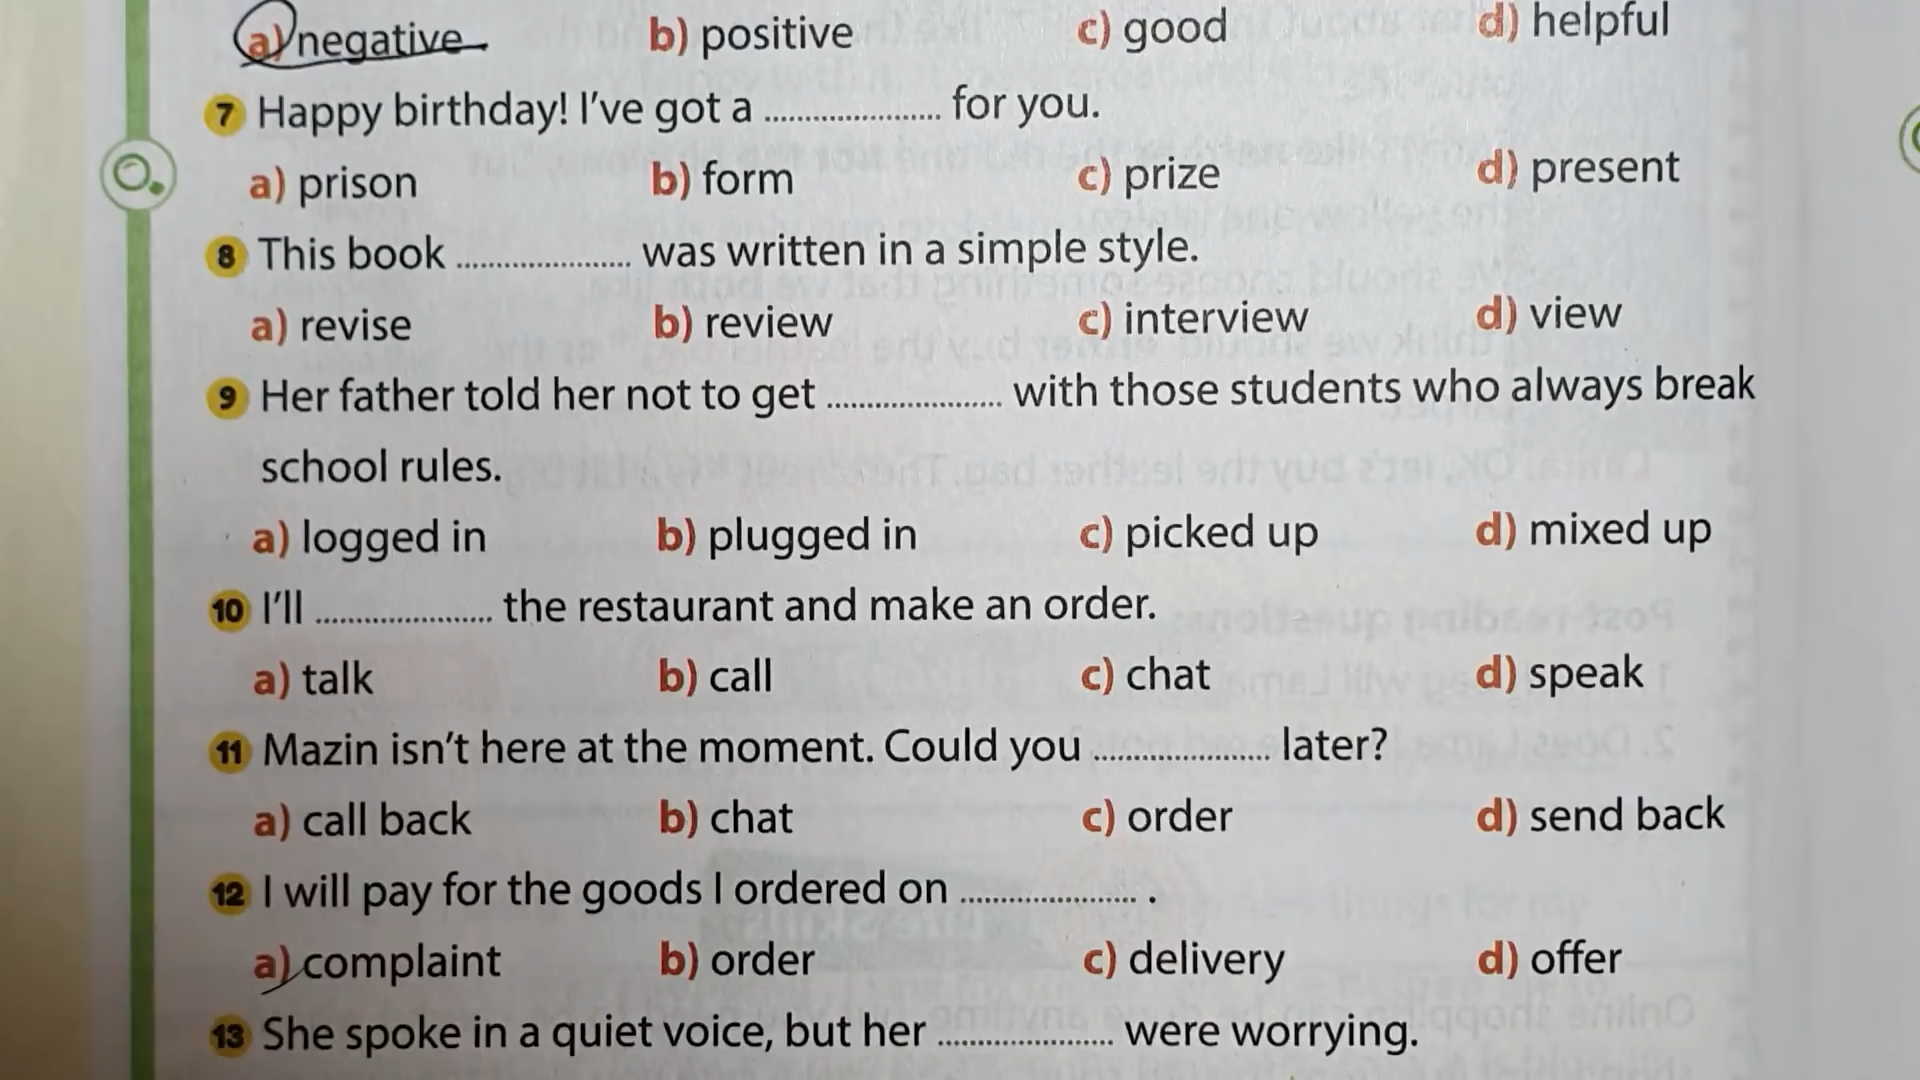 a) negative b) positive c) good d) helpful
7 Happy birthday! I've got a ..................... for you.
a) prison b) form c) prize d) present
8 This book ..................... was written in a simple style.
a) revise b) review c) interview d) view
9 Her father told her not to get ..................... with those students who always break
school rules.
a) logged in b) plugged in c) picked up d) mixed up
10 I'll ..................... the restaurant and make an order.
a) talk b) call c) chat d) speak
11 Mazin isn't here at the moment. Could you ..................... later?
a) call back b) chat c) order d) send back
12 I will pay for the goods I ordered on ..................... .
a) complaint b) order c) delivery d) offer
13 She spoke in a quiet voice, but her ..................... were worrying.